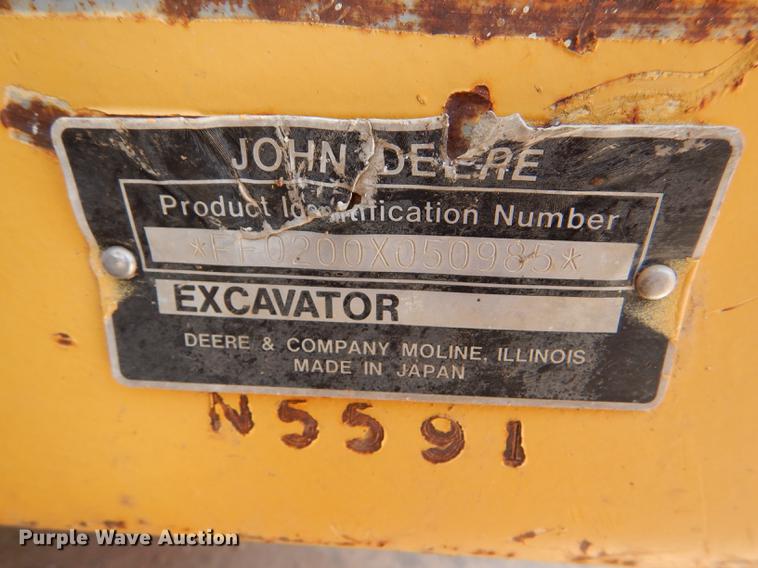 JOHN DEERE
Product Identification Number
*FF0200X050985*
EXCAVATOR
DEERE & COMPANY MOLINE, ILLINOIS
MADE IN JAPAN
N5591
Purple Wave Auction